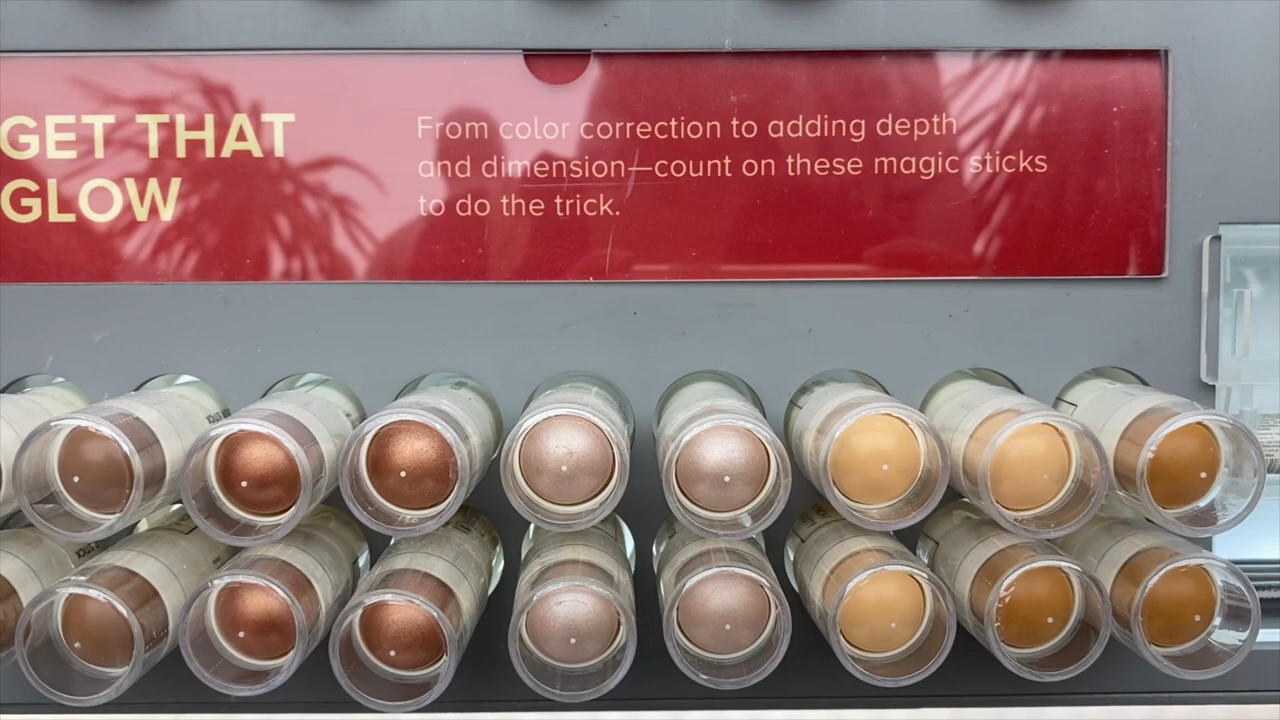 GET THAT
GLOW
From color correction to adding depth
and dimension—count on these magic sticks
to do the trick.